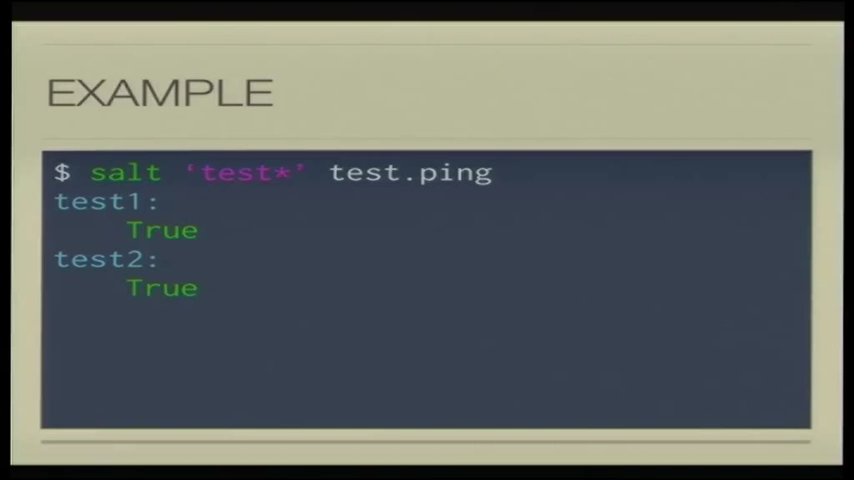 EXAMPLE
$ salt ‘test*’ test.ping
test1:
True
test2:
True